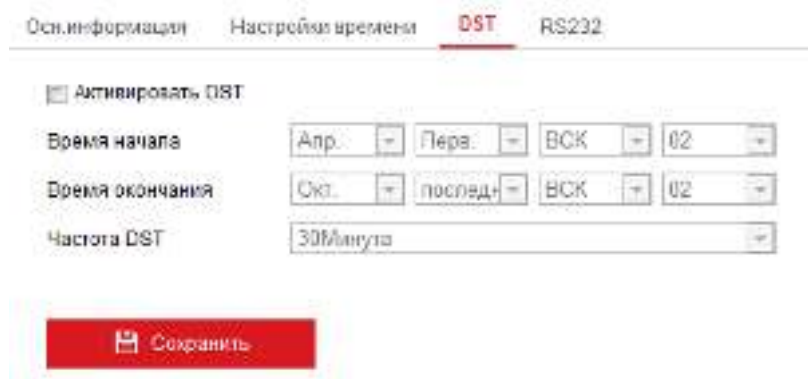 Осн.информация Настройки времени DST RS232
Активировать DST
Время начала Апр. Перв. ВСК 02
Время окончания Окт. последн ВСК 02
Частота DST 30Минута
Сохранить